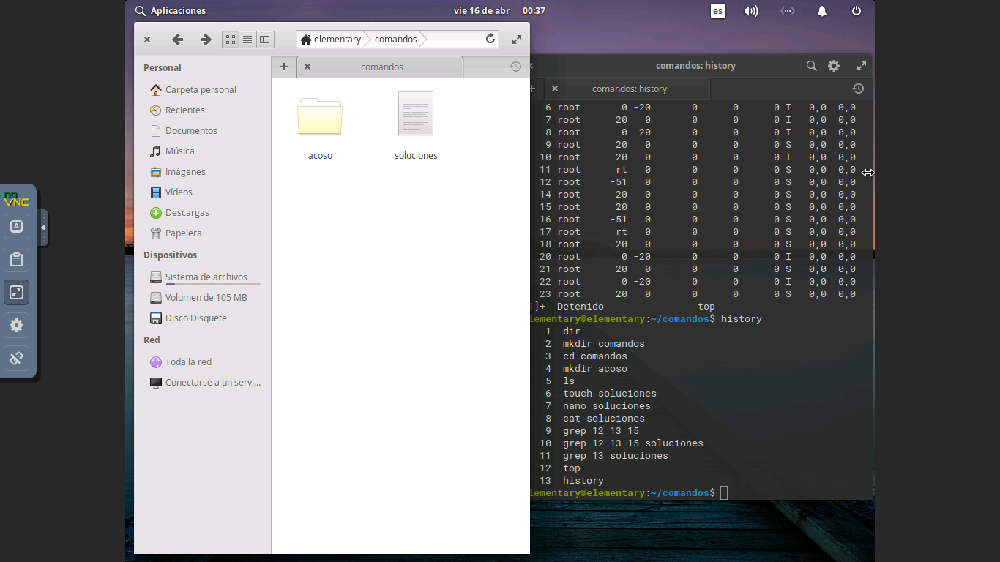 Aplicaciones
vie 16 de abr 00:37
es
elementary
comandos
comandos
Personal
Carpeta personal
Recientes
Documentos
Música
Imágenes
Vídeos
Descargas
Papelera
Dispositivos
Sistema de archivos
Volumen de 105 MB
Disco Disquete
Red
Toda la red
Conectarse a un servi...
acoso
soluciones
no
VNC
A
comandos: history
comandos: history
6 root 0 -20 0 0 0 I 0,0 0,0
7 root 20 0 0 0 0 I 0,0 0,0
8 root 0 -20 0 0 0 I 0,0 0,0
9 root 20 0 0 0 0 S 0,0 0,0
10 root 20 0 0 0 0 I 0,0 0,0
11 root rt 0 0 0 0 S 0,0 0,0
12 root -51 0 0 0 0 S 0,0 0,0
14 root 20 0 0 0 0 S 0,0 0,0
15 root 20 0 0 0 0 S 0,0 0,0
16 root -51 0 0 0 0 S 0,0 0,0
17 root rt 0 0 0 0 S 0,0 0,0
18 root 20 0 0 0 0 S 0,0 0,0
20 root 0 -20 0 0 0 I 0,0 0,0
21 root 20 0 0 0 0 S 0,0 0,0
22 root 0 -20 0 0 0 I 0,0 0,0
23 root 20 0 0 0 0 S 0,0 0,0
]+ Detenido top
lementary@elementary:~/comandos$ history
1 dir
2 mkdir comandos
3 cd comandos
4 mkdir acoso
5 ls
6 touch soluciones
7 nano soluciones
8 cat soluciones
9 grep 12 13 15
10 grep 12 13 15 soluciones
11 grep 13 soluciones
12 top
13 history
lementary@elementary:~/comandos$